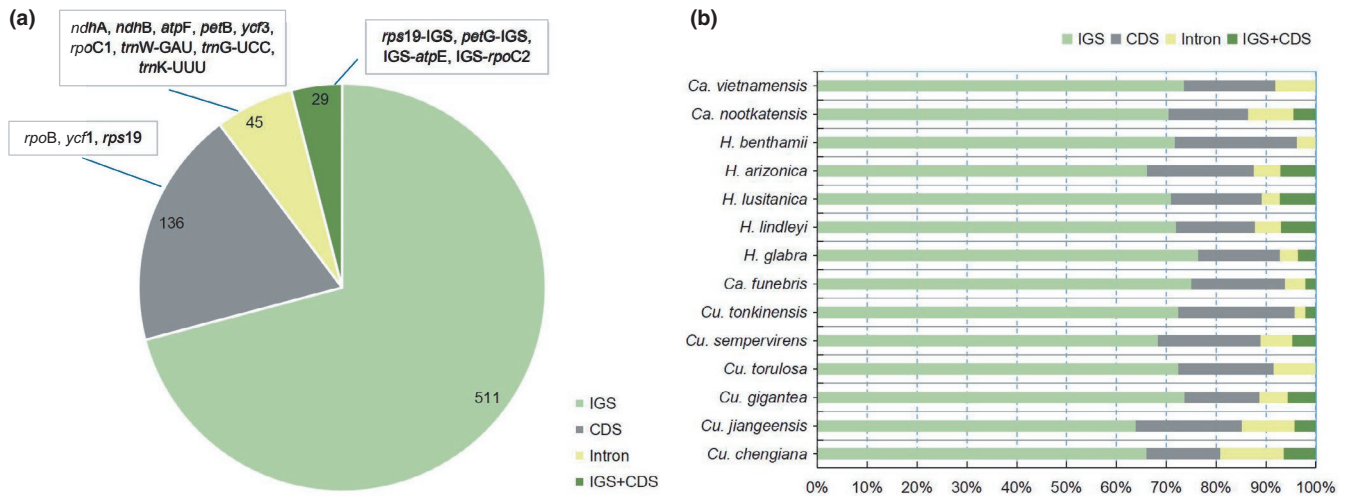 (a)
ndhA, ndhB, atpF, petB, ycf3,
rpoC1, trnW-GAU, trnG-UCC,
trnK-UUU
rps19-IGS, petG-IGS,
IGS-atpE, IGS-rpoC2
rpoB, ycf1, rps19
29
45
136
511
IGS
CDS
Intron
IGS+CDS
(b)
IGS CDS Intron IGS+CDS
Ca. vietnamensis
Ca. nootkatensis
H. benthamii
H. arizonica
H. lusitanica
H. lindleyi
H. glabra
Ca. funebris
Cu. tonkinensis
Cu. sempervirens
Cu. torulosa
Cu. gigantea
Cu. jiangeensis
Cu. chengiana
0% 10% 20% 30% 40% 50% 60% 70% 80% 90% 100%